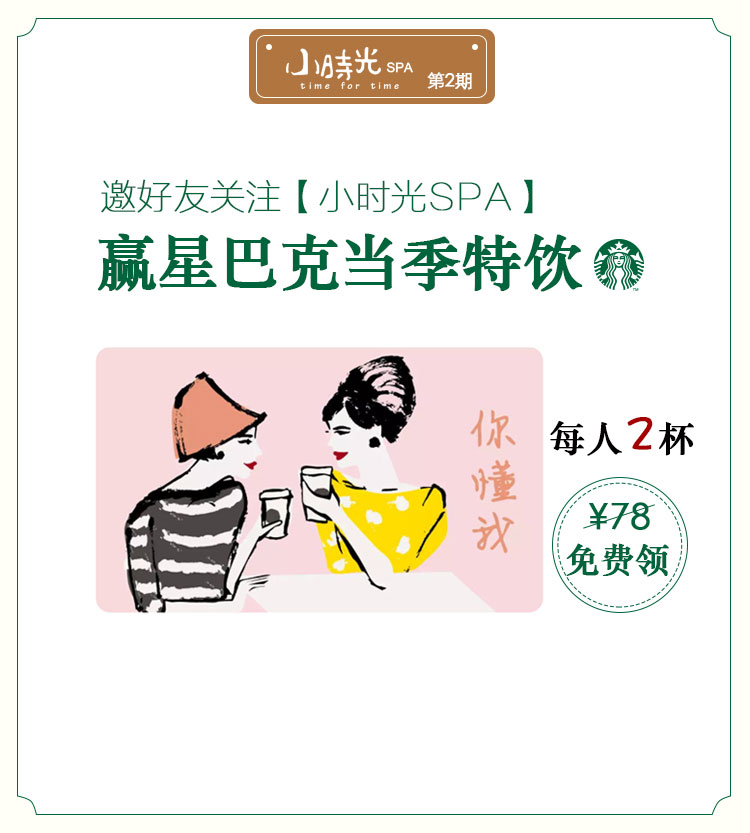 小時光 SPA
time for time
第2期
邀好友关注【小时光SPA】
赢星巴克当季特饮
TM
你懂我
每人2杯
¥78
免费领